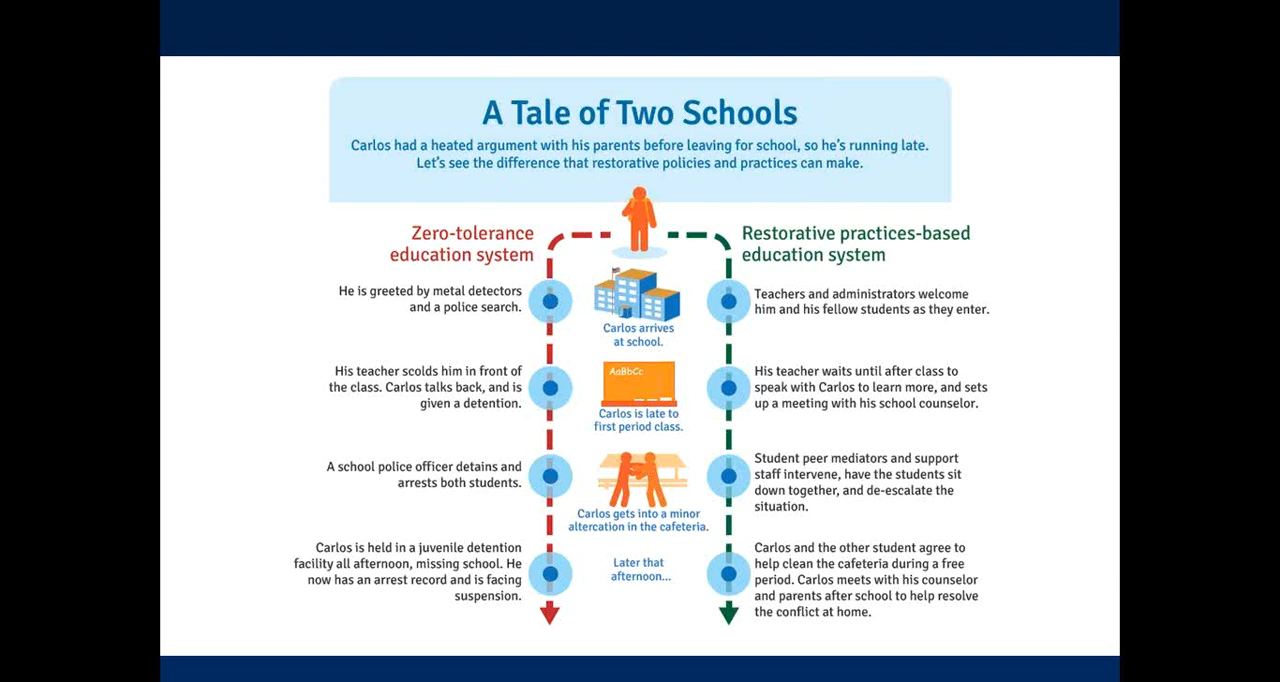 A Tale of Two Schools
Carlos had a heated argument with his parents before leaving for school, so he's running late.
Let's see the difference that restorative policies and practices can make.
Zero-tolerance
education system
Restorative practices-based
education system
He is greeted by metal detectors
and a police search.
Carlos arrives
at school.
Teachers and administrators welcome
him and his fellow students as they enter.
His teacher scolds him in front of
the class. Carlos talks back, and is
given a detention.
AaBbCc
Carlos is late to
first period class.
His teacher waits until after class to
speak with Carlos to learn more, and sets
up a meeting with his school counselor.
A school police officer detains and
arrests both students.
Carlos gets into a minor
altercation in the cafeteria.
Student peer mediators and support
staff intervene, have the students sit
down together, and de-escalate the
situation.
Carlos is held in a juvenile detention
facility all afternoon, missing school. He
now has an arrest record and is facing
suspension.
Later that
afternoon...
Carlos and the other student agree to
help clean the cafeteria during a free
period. Carlos meets with his counselor
and parents after school to help resolve
the conflict at home.